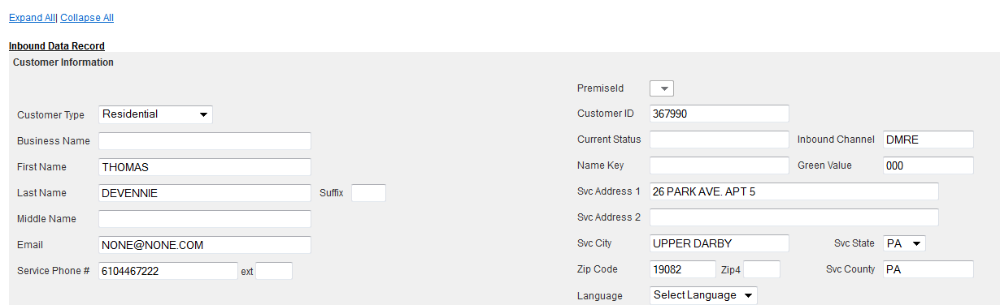 Expand All| Collapse All
Inbound Data Record
Customer Information
PremiseId
Customer Type Residential
Customer ID 367990
Business Name
Current Status Inbound Channel DMRE
First Name THOMAS
Name Key Green Value 000
Last Name DEVENNIE Suffix
Svc Address 1 26 PARK AVE. APT 5
Middle Name
Svc Address 2
Email NONE@NONE.COM
Svc City UPPER DARBY Svc State PA
Service Phone # 6104467222 ext
Zip Code 19082 Zip4 Svc County PA
Language Select Language